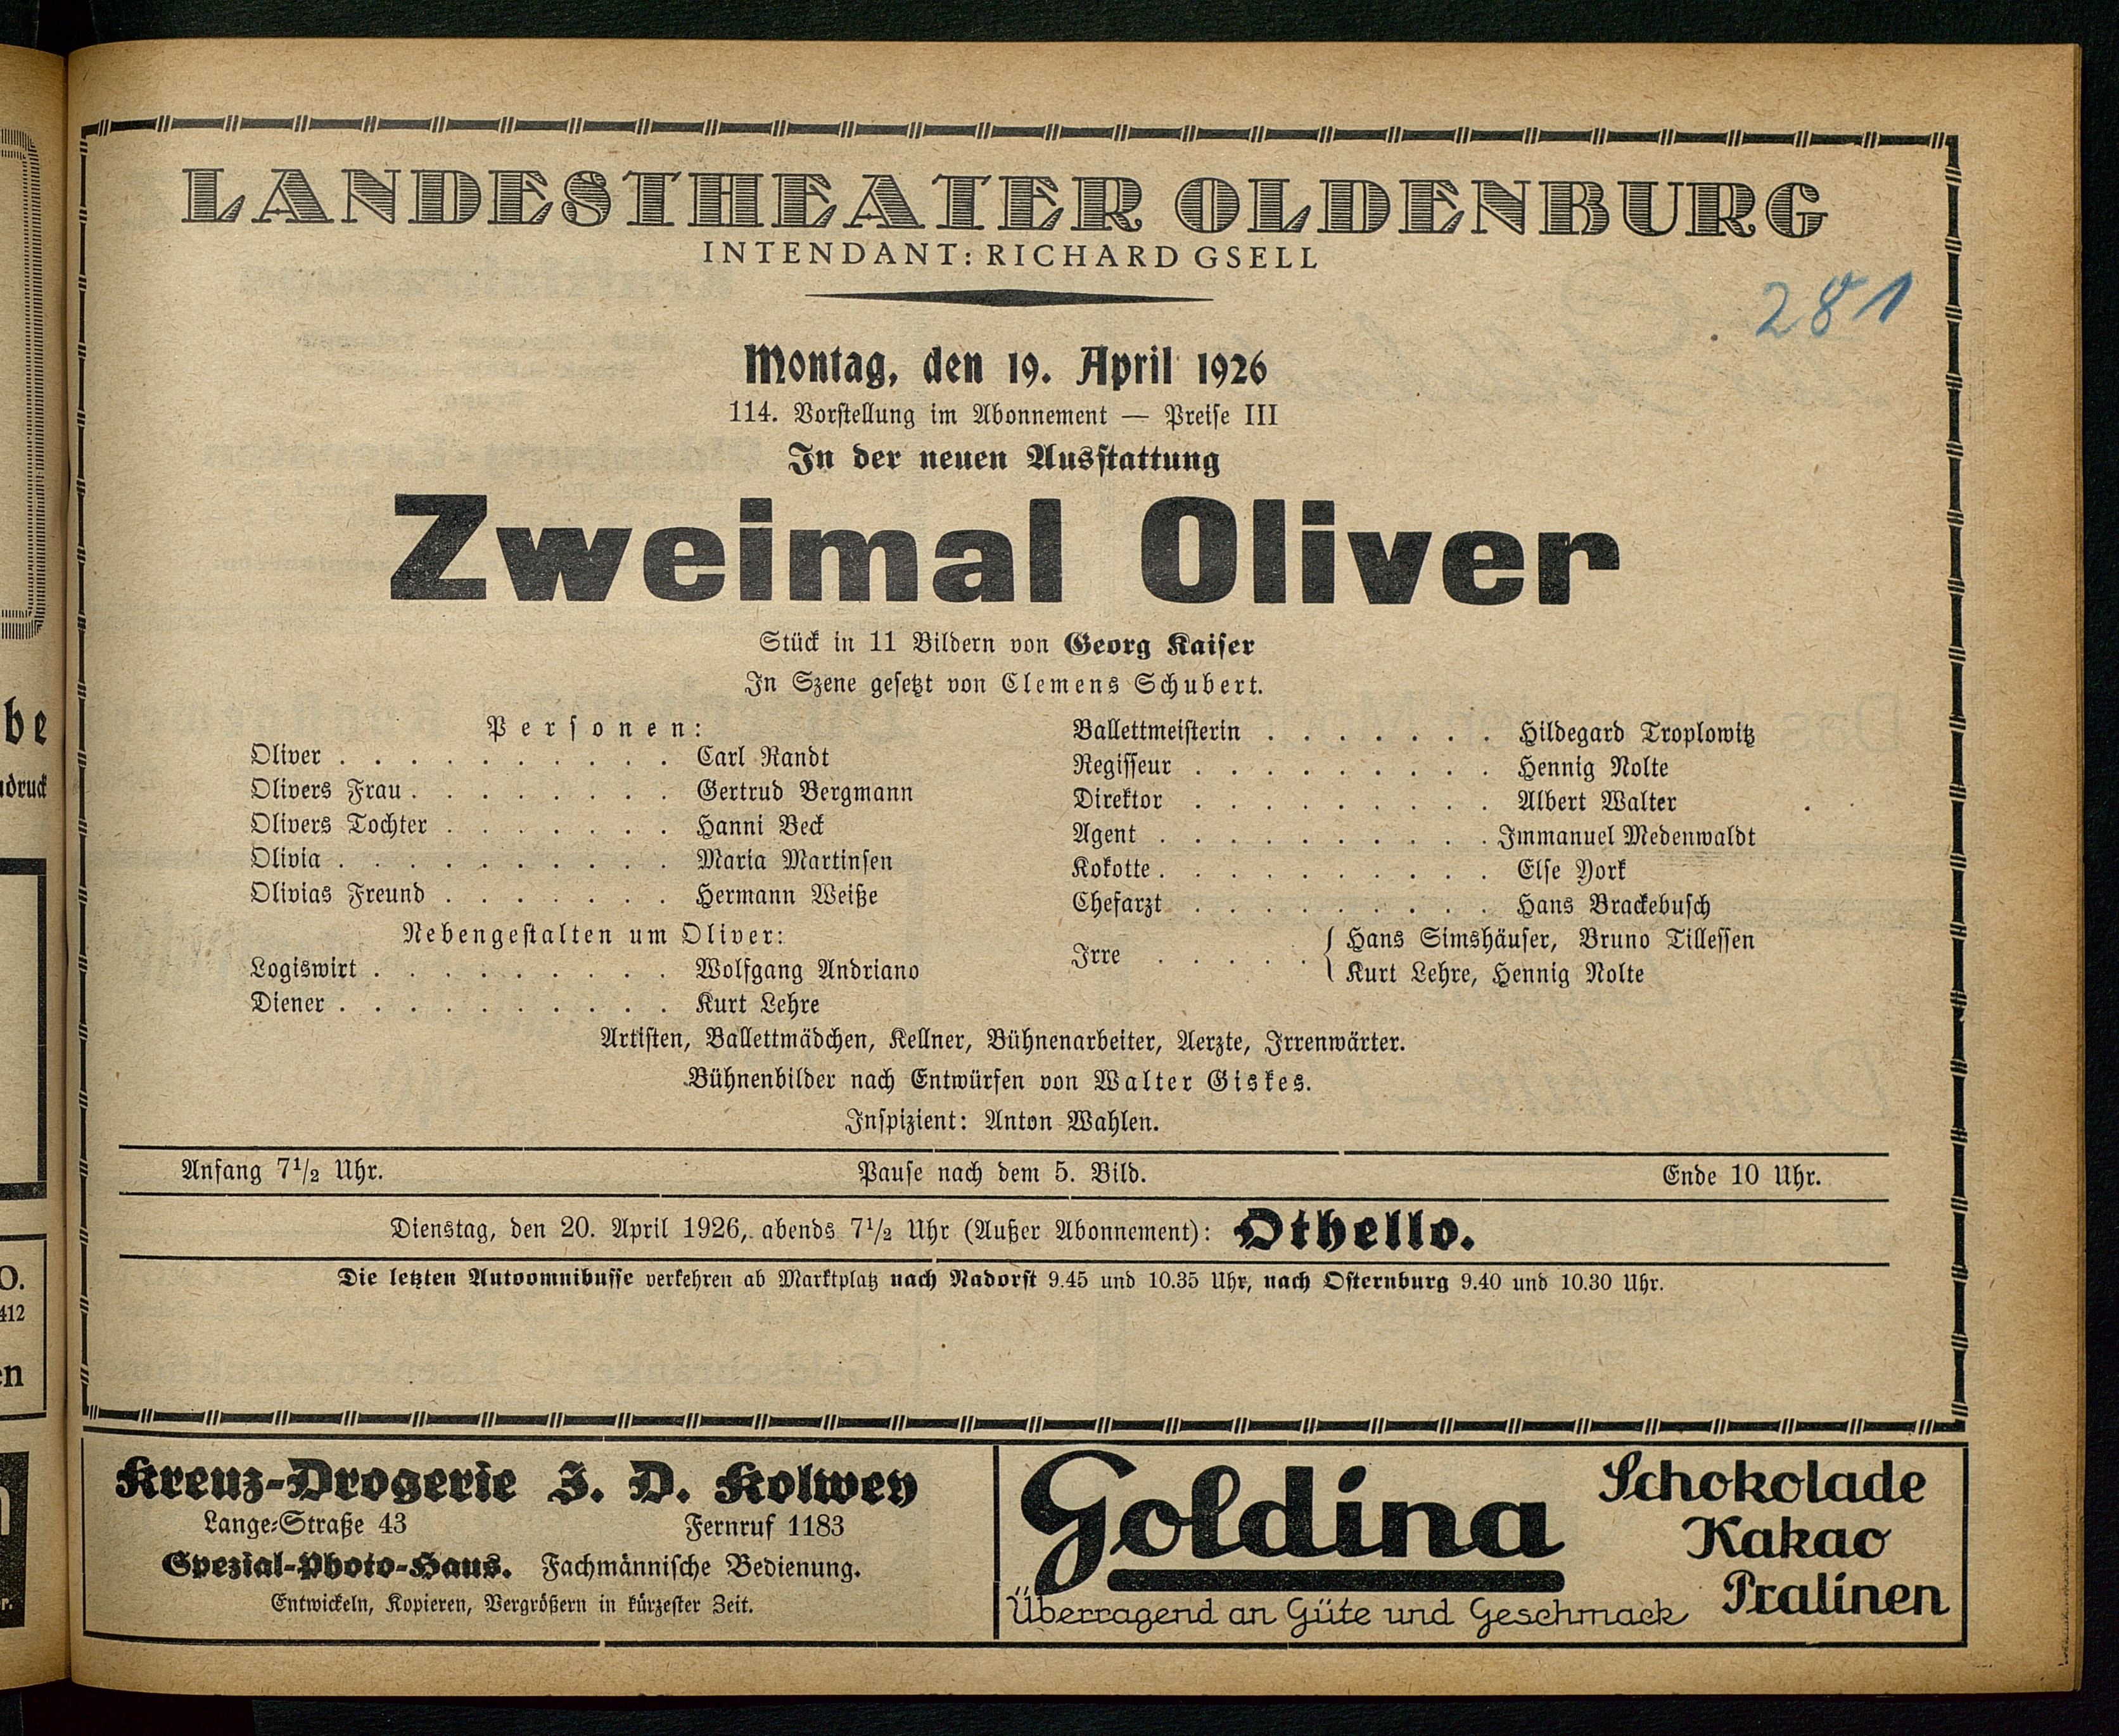 LANDESTHEATER OLDENBURG
INTENDANT: RICHARD GSELL
281
Montag, den 19. April 1926
114. Vorstellung im Abonnement — Preise III
In der neuen Ausstattung
Zweimal Oliver
Stück in 11 Bildern von Georg Kaiser
In Szene gesetzt von Clemens Schubert.
Personen:
Oliver . . . . . . . . . . Carl Randt
Olivers Frau . . . . . . . . Gertrud Bergmann
Olivers Tochter . . . . . . . Hanni Beck
Olivia . . . . . . . . . . Maria Martinsen
Olivias Freund . . . . . . . Hermann Weiße
Nebengestalten um Oliver:
Logiswirt . . . . . . . . . Wolfgang Andriano
Diener . . . . . . . . . . Kurt Lehre
Ballettmeisterin . . . . . . . Hildegard Troplowitz
Regisseur . . . . . . . . . Hennig Nolte
Direktor . . . . . . . . . Albert Walter
Agent . . . . . . . . . . Immanuel Medenwaldt
Kokotte . . . . . . . . . . Else York
Chefarzt . . . . . . . . . Hans Brackebusch
Irre . . . . . { Hans Simshäuser, Bruno Tillessen
Kurt Lehre, Hennig Nolte
Artisten, Ballettmädchen, Kellner, Bühnenarbeiter, Aerzte, Irrenwärter.
Bühnenbilder nach Entwürfen von Walter Giskes.
Inspizient: Anton Wahlen.
Anfang 7½ Uhr. Pause nach dem 5. Bild. Ende 10 Uhr.
Dienstag, den 20. April 1926, abends 7½ Uhr (Außer Abonnement): Othello.
Die letzten Autoomnibusse verkehren ab Marktplatz nach Nadorst 9.45 und 10.35 Uhr, nach Osternburg 9.40 und 10.30 Uhr.
Kreuz-Drogerie J. D. Kolwey
Lange-Straße 43 Fernruf 1183
Spezial-Photo-Haus. Fachmännische Bedienung.
Entwickeln, Kopieren, Vergrößern in kürzester Zeit.
Goldina
Überragend an Güte und Geschmack
Schokolade
Kakao
Pralinen
be
druck
O.
412
en